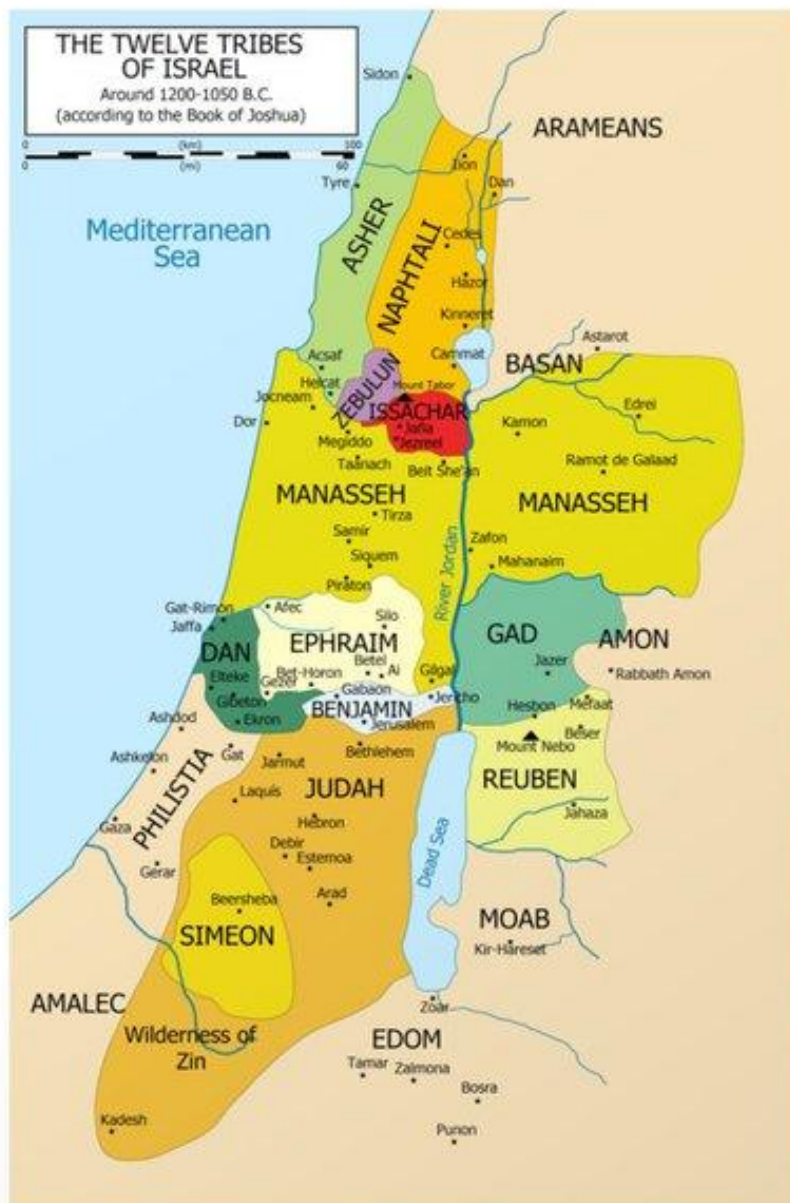 THE TWELVE TRIBES
OF ISRAEL
Around 1200-1050 B.C.
(according to the Book of Joshua)
0 (km) 100
0 (mi) 60
Sidon
ARAMEANS
Ijon
Tyre
Dan
Mediterranean
Sea
ASHER
NAPHTALI
Cedes
Hazor
Kinneret
Astarot
Acsaf
Cammat
BASAN
Helcat
ZEBULUN
Mount Tabor
Jocneam
ISSACHAR
Edrei
Dor
Jafia
Kamon
Megiddo
Jezreel
Taanach
Beit She'an
Ramot de Galaad
MANASSEH
MANASSEH
Tirza
Samir
River Jordan
Zafon
Siquem
Mahanaim
Piraton
Gat-Rimon
Afec
Jaffa
Silo
GAD
DAN
EPHRAIM
AMON
Elteke
Bet-Horon
Betel
Ai
Gilgal
Jazer
Rabbath Amon
Gezer
Gibeton
Gabaon
Jericho
Mefaat
BENJAMIN
Hesbon
Ashdod
Ekron
Jerusalem
Beser
Gat
Bethlehem
Mount Nebo
Ashkelon
Jarmut
PHILISTIA
JUDAH
REUBEN
Laquis
Gaza
Hebron
Jahaza
Debir
Dead Sea
Gerar
Estemoa
Arad
Beersheba
MOAB
SIMEON
Kir-Hareset
AMALEC
Zoar
Wilderness of
Zin
EDOM
Tamar
Zalmona
Bosra
Kadesh
Punon